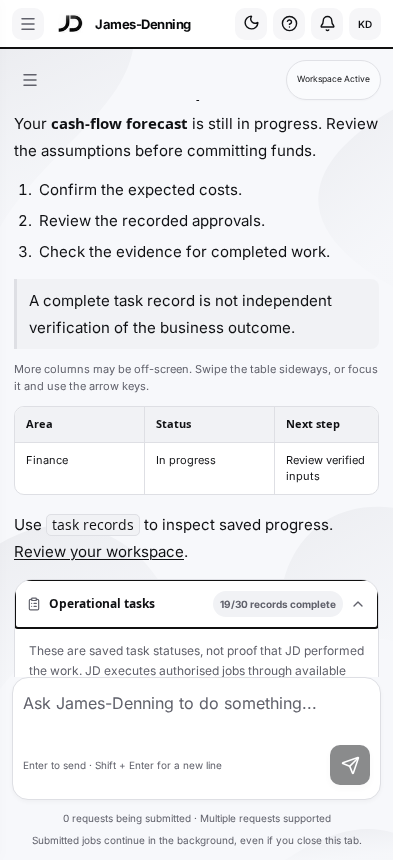 JD James-Denning KD
Workspace Active
Your cash-flow forecast is still in progress. Review
the assumptions before committing funds.
1. Confirm the expected costs.
2. Review the recorded approvals.
3. Check the evidence for completed work.
A complete task record is not independent
verification of the business outcome.
More columns may be off-screen. Swipe the table sideways, or focus
it and use the arrow keys.
Area Status Next step
Finance In progress Review verified
inputs
Use task records to inspect saved progress.
Review your workspace.
Operational tasks 19/30 records complete
These are saved task statuses, not proof that JD performed
the work. JD executes authorised jobs through available
Ask James-Denning to do something...
Enter to send · Shift + Enter for a new line
0 requests being submitted · Multiple requests supported
Submitted jobs continue in the background, even if you close this tab.